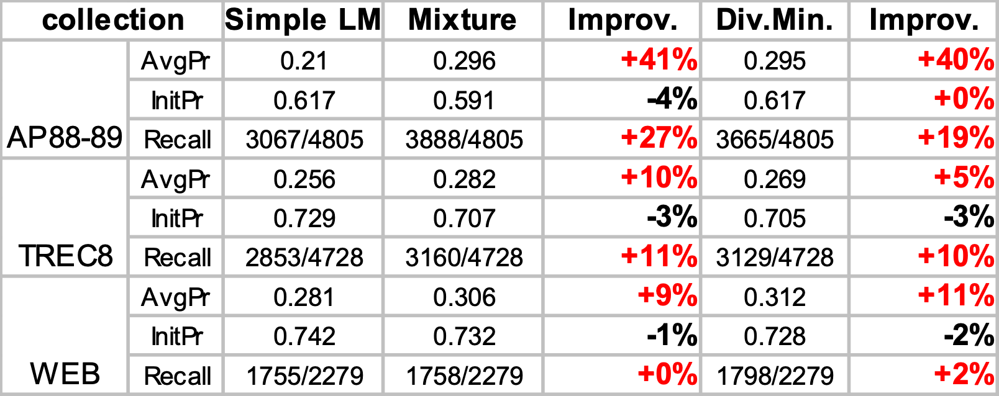 collection Simple LM Mixture Improv. Div.Min. Improv.
AvgPr 0.21 0.296 +41% 0.295 +40%
InitPr 0.617 0.591 -4% 0.617 +0%
AP88-89 Recall 3067/4805 3888/4805 +27% 3665/4805 +19%
AvgPr 0.256 0.282 +10% 0.269 +5%
InitPr 0.729 0.707 -3% 0.705 -3%
TREC8 Recall 2853/4728 3160/4728 +11% 3129/4728 +10%
AvgPr 0.281 0.306 +9% 0.312 +11%
InitPr 0.742 0.732 -1% 0.728 -2%
WEB Recall 1755/2279 1758/2279 +0% 1798/2279 +2%